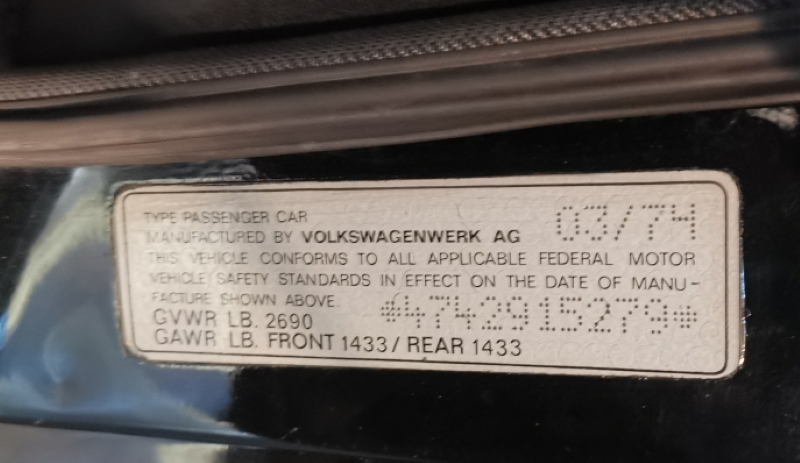 TYPE PASSENGER CAR 03/74
MANUFACTURED BY VOLKSWAGENWERK AG
THIS VEHICLE CONFORMS TO ALL APPLICABLE FEDERAL MOTOR
VEHICLE SAFETY STANDARDS IN EFFECT ON THE DATE OF MANU-
FACTURE SHOWN ABOVE.
*4742915279*
GVWR LB. 2690
GAWR LB. FRONT 1433/ REAR 1433